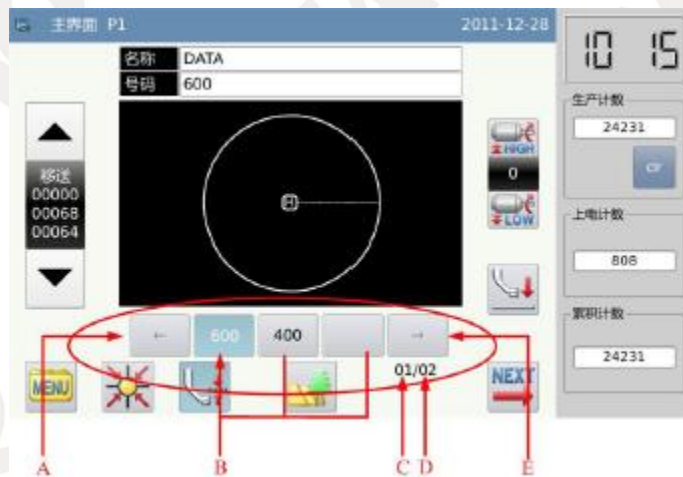 主界面 P1
2011-12-28
名称 DATA
号码 600
移送
00000
00068
00064
HIGH
0
LOW
← 600 400 →
01/02
MENU
NEXT
10 15
生产计数
24231
Clr
上电计数
808
累积计数
24231
A B C D E